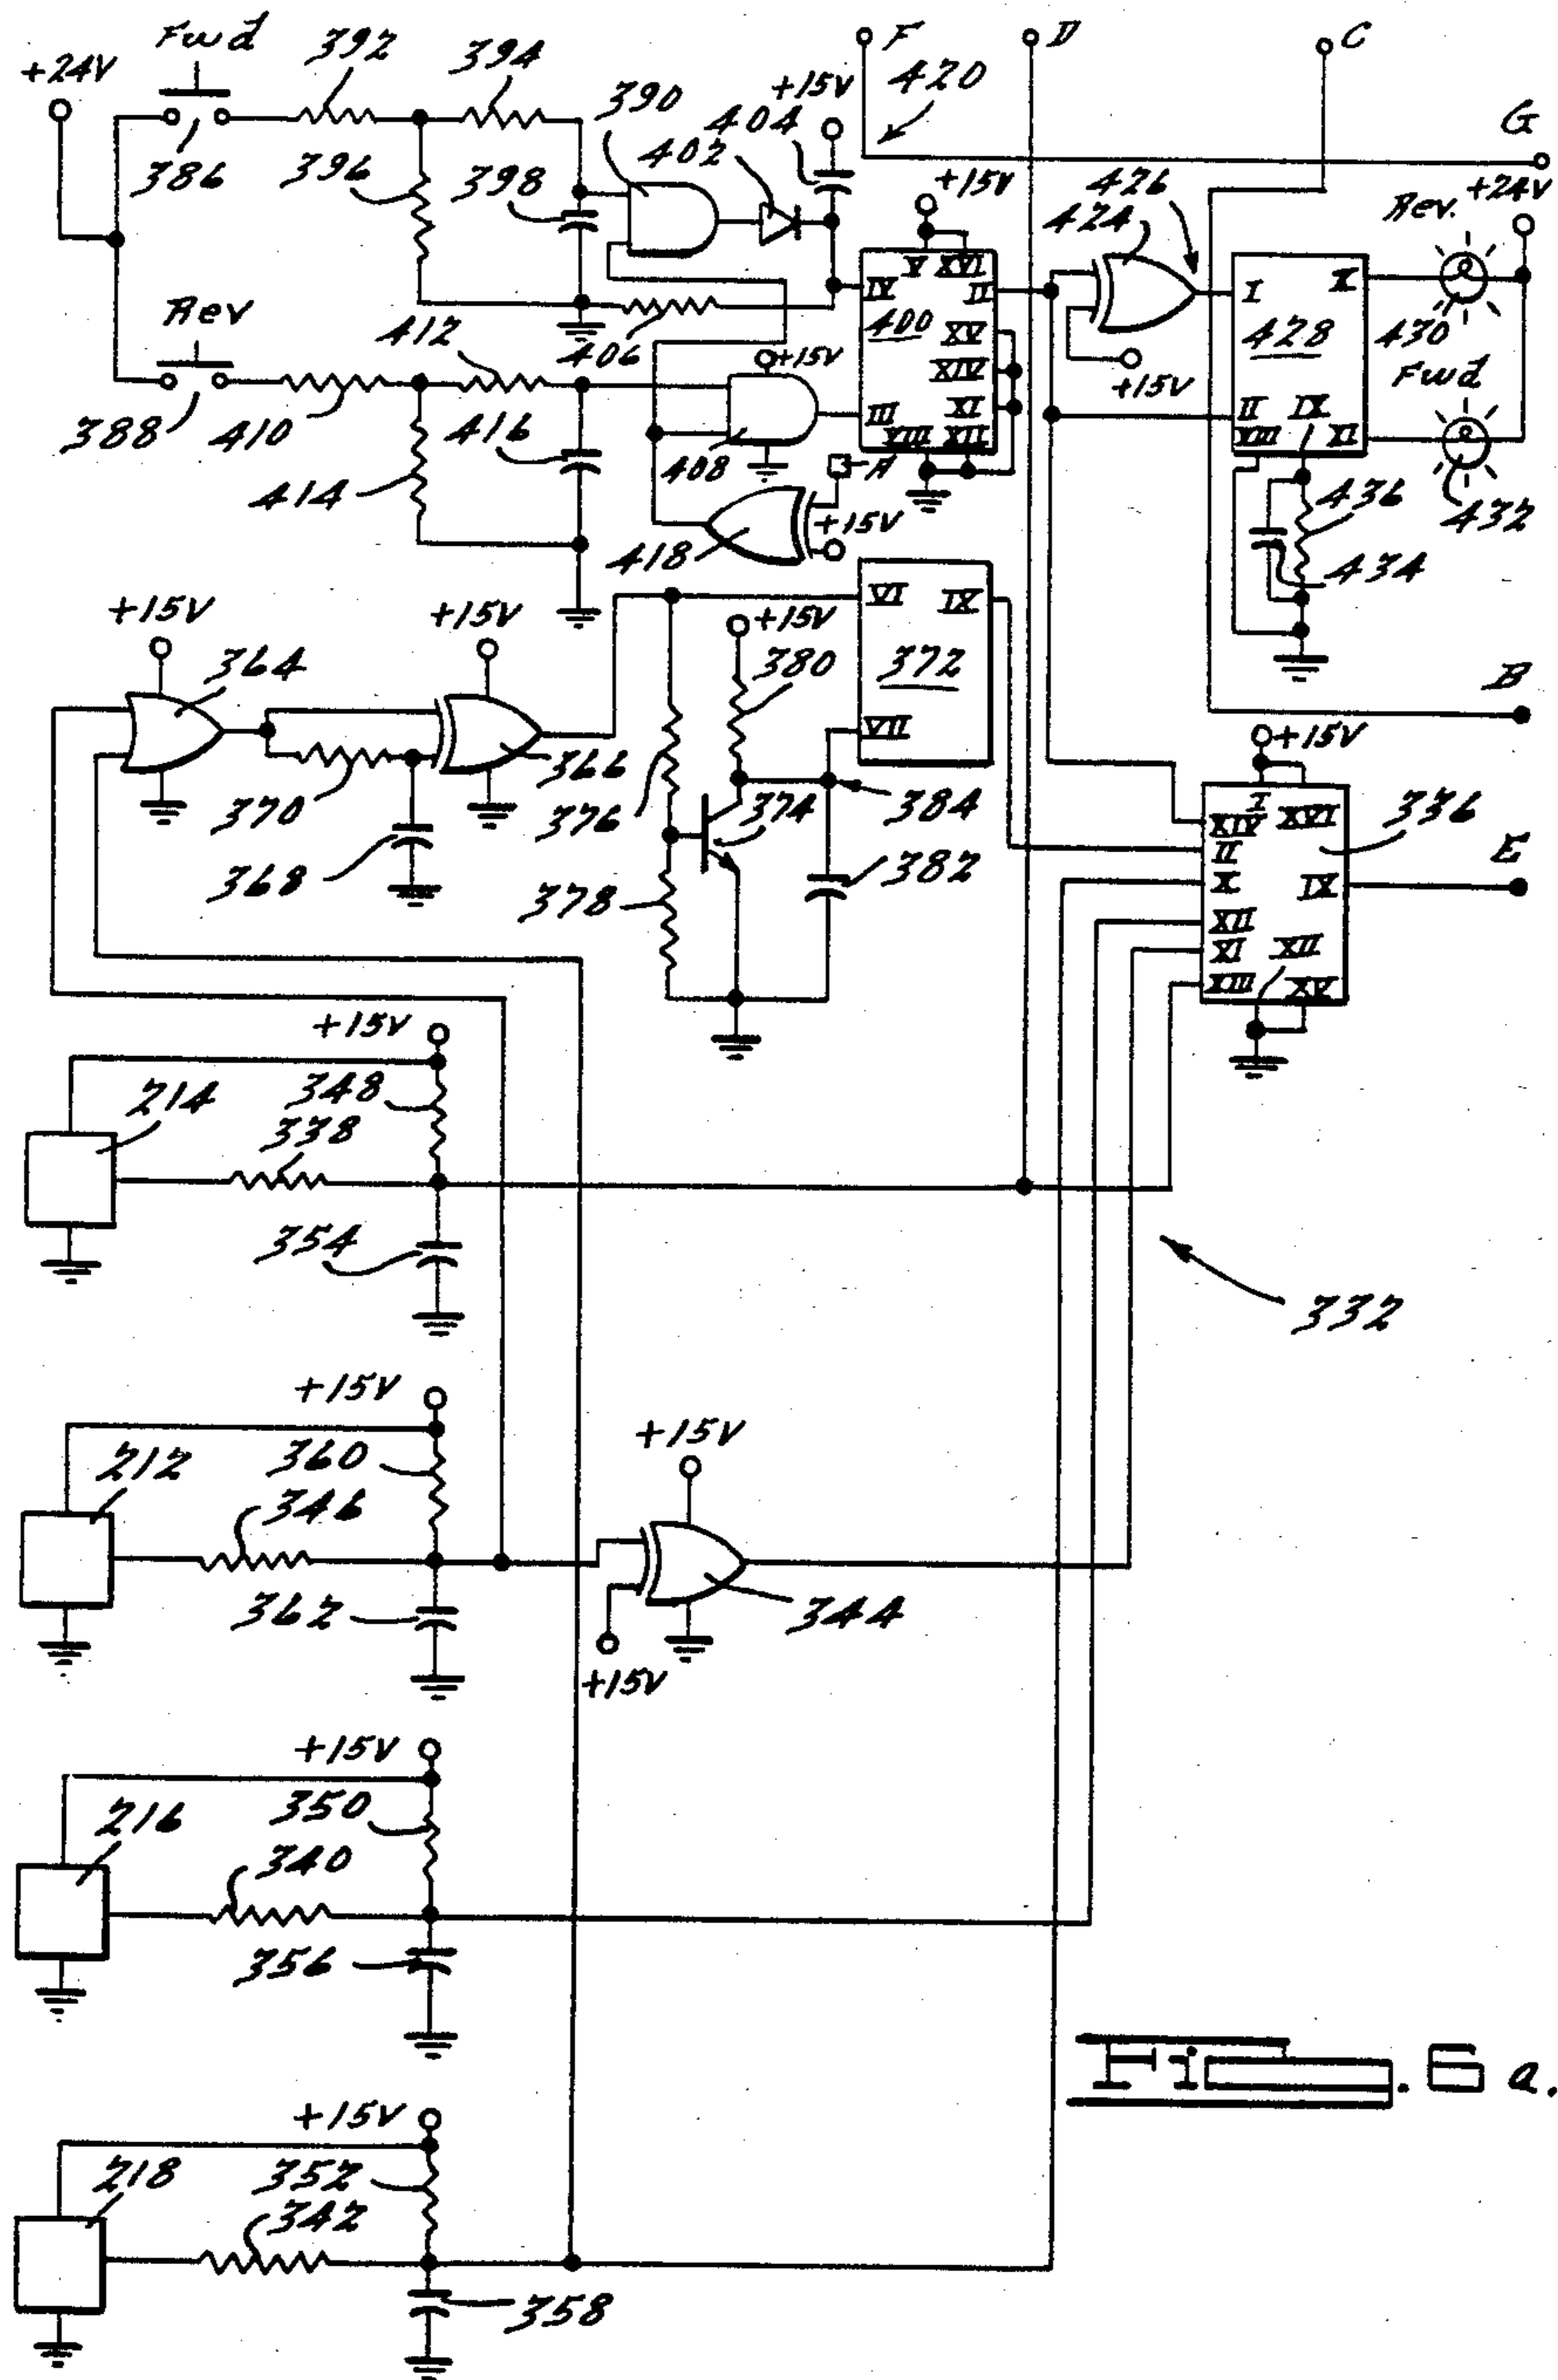 Fwd
392
394
+24V
390
+15V
404
402
F
420
D
C
G
386
396
398
+15V
426
424
Rev.
+24V
V XVI
IV
II
400
I
X
428
430
Rev
412
406
+15V
XV
XIV
+15V
Fwd
III
XI
II
IX
VIII
XI
388
410
416
408
VIII
XII
A
414
418
+15V
436
432
434
+15V
+15V
VI
IX
+15V
364
380
372
B
366
VII
+15V
370
376
374
384
I
XIV
XVI
336
368
II
E
382
X
IX
378
XII
XI
XII
XIII
XV
+15V
214
348
338
354
332
+15V
212
360
346
+15V
362
344
+15V
+15V
350
216
340
356
Fig. 6 a.
+15V
218
352
342
358